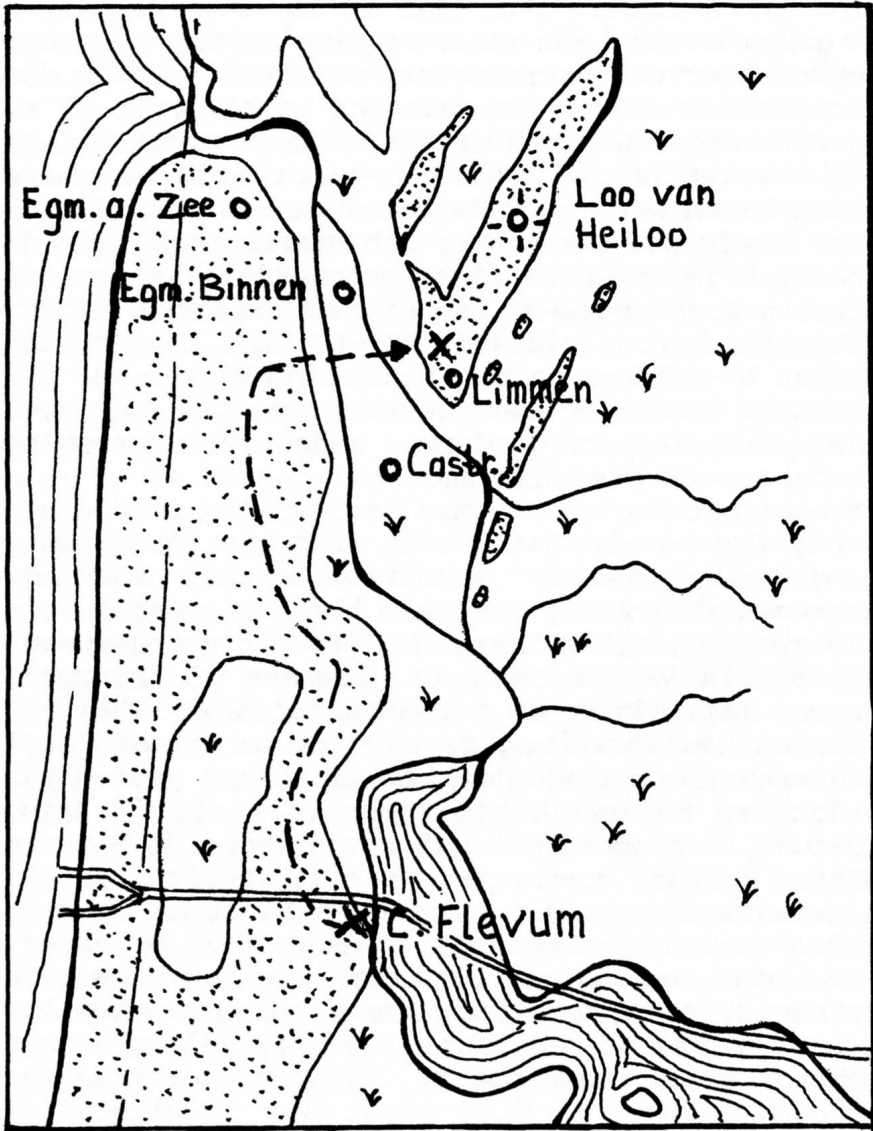 Egm. a. Zee
Loo van
Heiloo
Egm. Binnen
Limmen
Castr.
C. Flevum